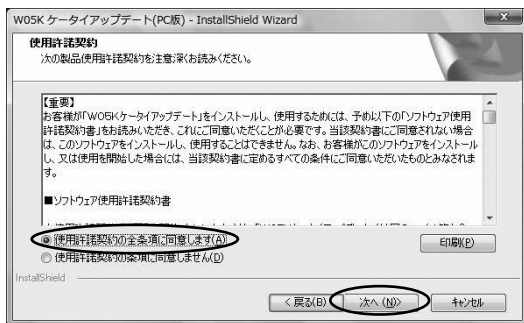 W05K ケータイアップデート(PC版) - InstallShield Wizard
使用許諾契約
次の製品使用許諾契約を注意深くお読みください。
【重要】
お客様が「W05Kケータイアップデート」をインストールし、使用するためには、予め以下の「ソフトウェア使用
許諾契約書」をお読みいただき、これにご同意いただくことが必要です。当該契約書にご同意されない場合
は、このソフトウェアをインストールし、使用することはできません。なお、お客様がこのソフトウェアをインストール
し、又は使用を開始した場合には、当該契約書に定めるすべての条件にご同意いただいたものとみなされま
す。
■ソフトウェア使用許諾契約書
使用許諾契約の全条項に同意します(A)
印刷(P)
使用許諾契約の条項に同意しません(D)
InstallShield
< 戻る(B)
次へ (N)>
キャンセル